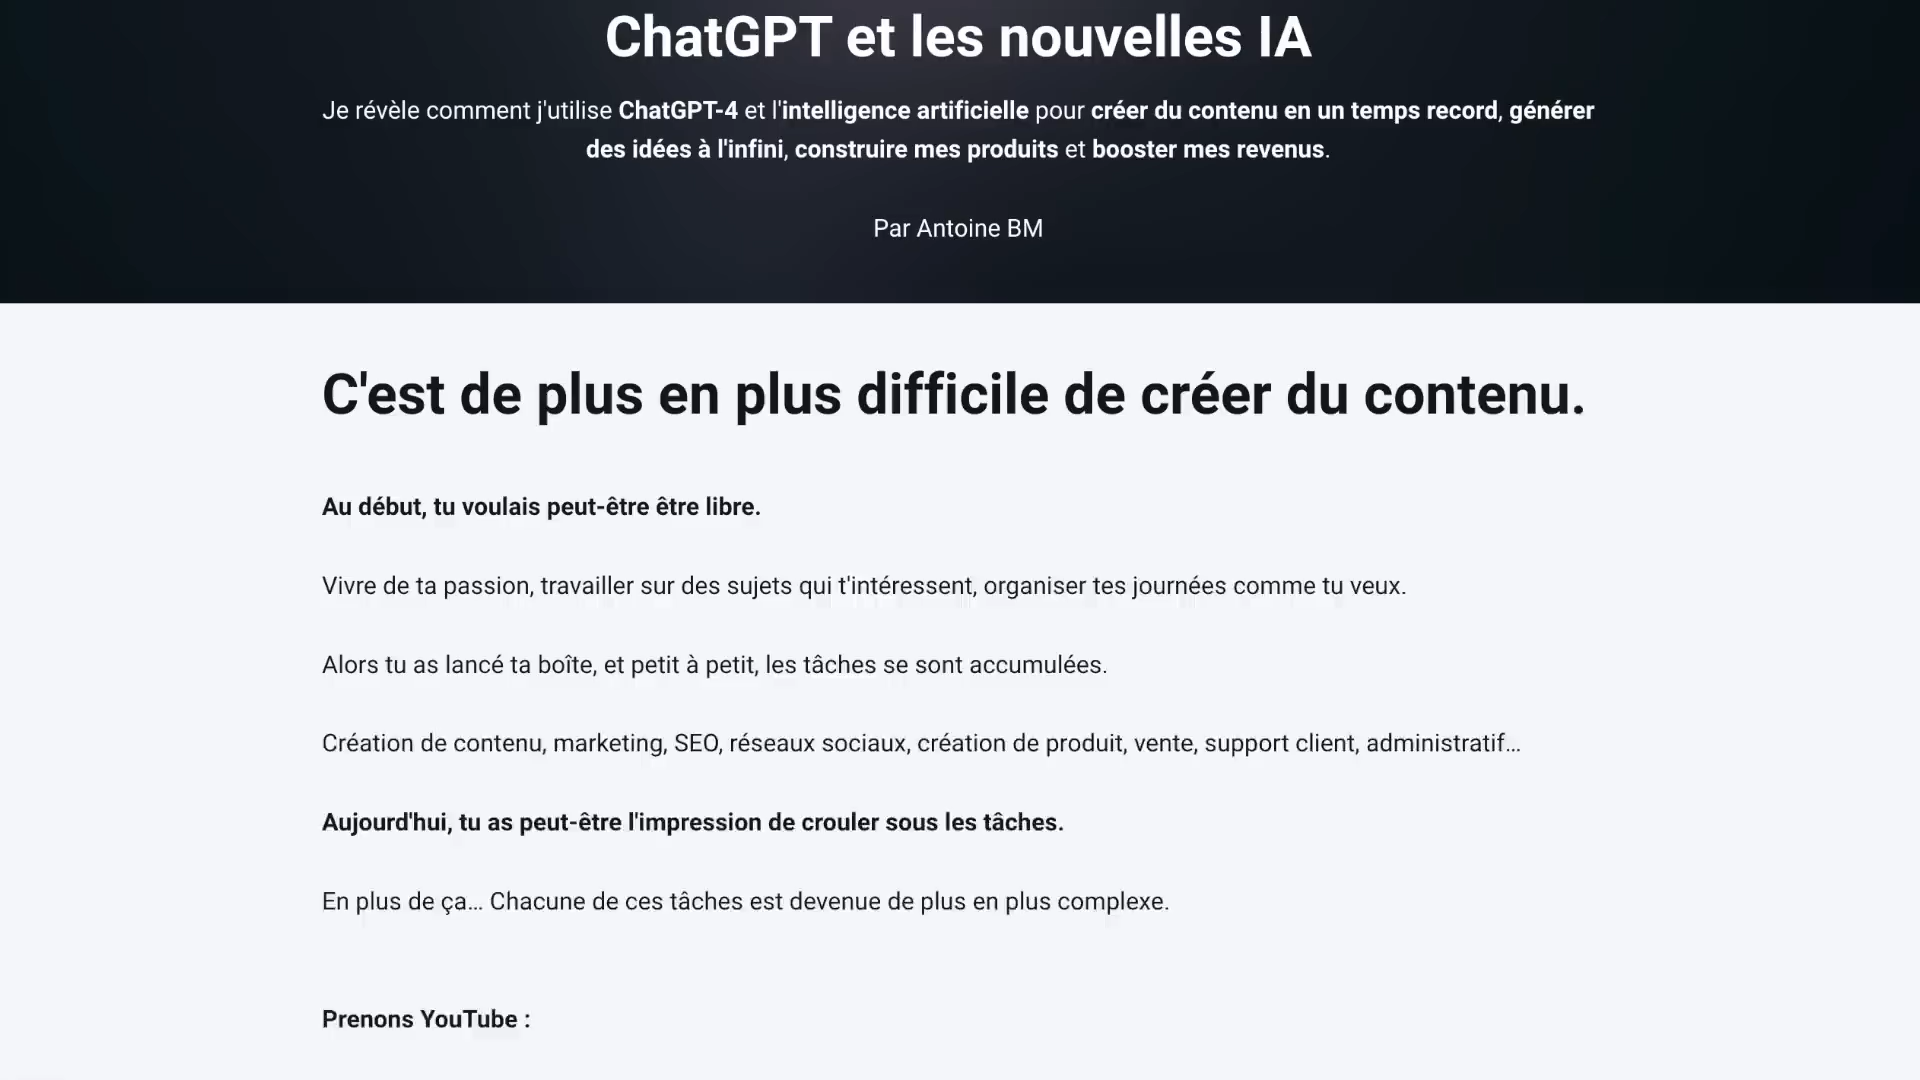 ChatGPT et les nouvelles IA
Je révèle comment j'utilise ChatGPT-4 et l'intelligence artificielle pour créer du contenu en un temps record, générer
des idées à l'infini, construire mes produits et booster mes revenus.
Par Antoine BM
C'est de plus en plus difficile de créer du contenu.
Au début, tu voulais peut-être être libre.
Vivre de ta passion, travailler sur des sujets qui t'intéressent, organiser tes journées comme tu veux.
Alors tu as lancé ta boîte, et petit à petit, les tâches se sont accumulées.
Création de contenu, marketing, SEO, réseaux sociaux, création de produit, vente, support client, administratif...
Aujourd'hui, tu as peut-être l'impression de crouler sous les tâches.
En plus de ça... Chacune de ces tâches est devenue de plus en plus complexe.
Prenons YouTube :